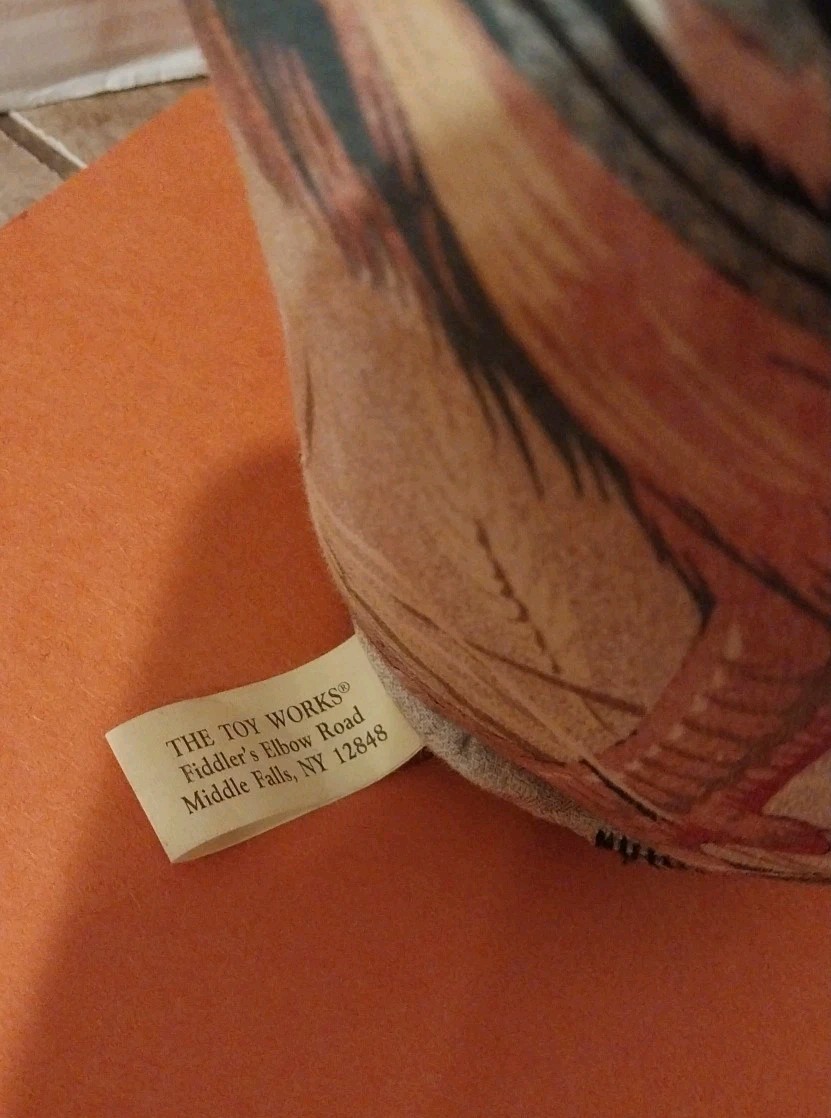 THE TOY WORKS®
Fiddler's Elbow Road
Middle Falls, NY 12848